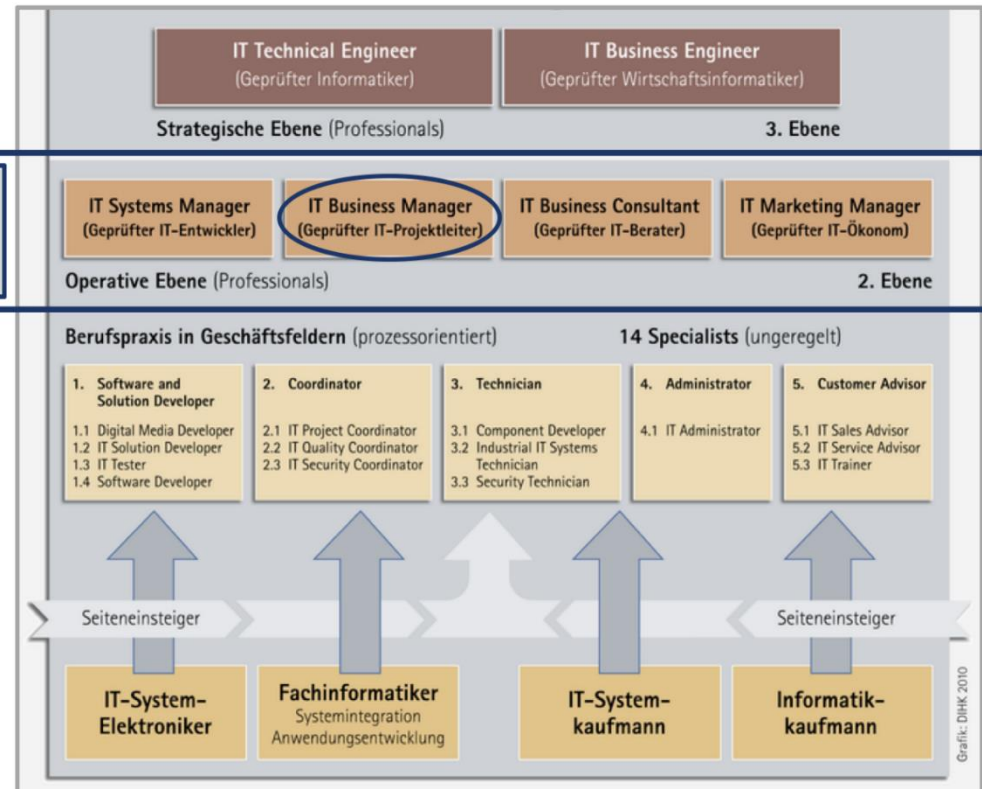 IT Technical Engineer
(Geprüfter Informatiker)
IT Business Engineer
(Geprüfter Wirtschaftsinformatiker)
Strategische Ebene (Professionals)
3. Ebene
IT Systems Manager
(Geprüfter IT-Entwickler)
IT Business Manager
(Geprüfter IT-Projektleiter)
IT Business Consultant
(Geprüfter IT-Berater)
IT Marketing Manager
(Geprüfter IT-Ökonom)
Operative Ebene (Professionals)
2. Ebene
Berufspraxis in Geschäftsfeldern (prozessorientiert)
14 Specialists (ungeregelt)
1. Software and
Solution Developer
1.1 Digital Media Developer
1.2 IT Solution Developer
1.3 IT Tester
1.4 Software Developer
2. Coordinator
2.1 IT Project Coordinator
2.2 IT Quality Coordinator
2.3 IT Security Coordinator
3. Technician
3.1 Component Developer
3.2 Industrial IT Systems
Technician
3.3 Security Technician
4. Administrator
4.1 IT Administrator
5. Customer Advisor
5.1 IT Sales Advisor
5.2 IT Service Advisor
5.3 IT Trainer
Seiteneinsteiger
Seiteneinsteiger
IT-System-
Elektroniker
Fachinformatiker
Systemintegration
Anwendungsentwicklung
IT-System-
kaufmann
Informatik-
kaufmann
Grafik: DIHK 2010